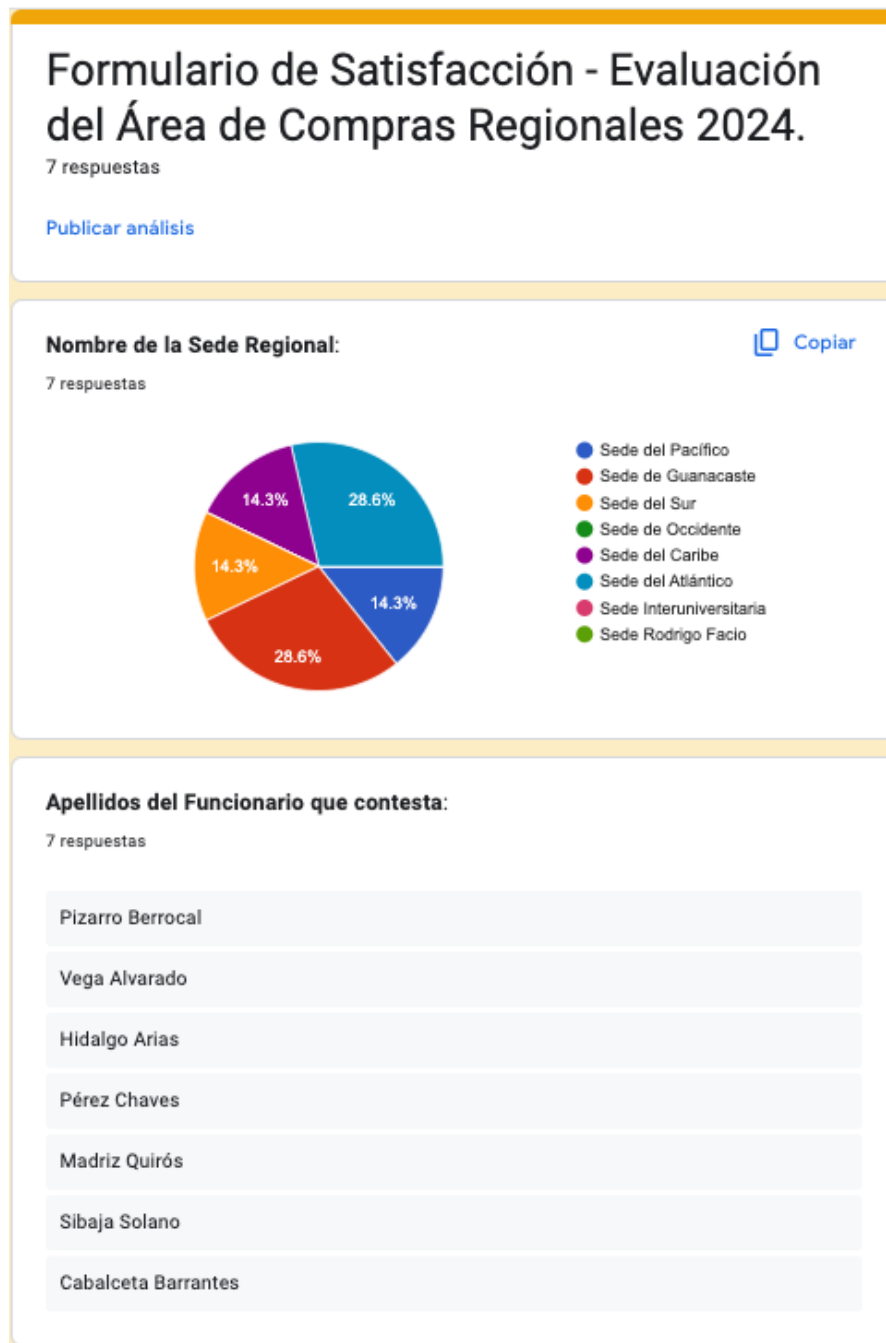 Formulario de Satisfacción - Evaluación
del Área de Compras Regionales 2024.
7 respuestas
Publicar análisis
Nombre de la Sede Regional:
Copiar
7 respuestas
14.3%
28.6%
14.3%
14.3%
28.6%
Sede del Pacífico
Sede de Guanacaste
Sede del Sur
Sede de Occidente
Sede del Caribe
Sede del Atlántico
Sede Interuniversitaria
Sede Rodrigo Facio
Apellidos del Funcionario que contesta:
7 respuestas
Pizarro Berrocal
Vega Alvarado
Hidalgo Arias
Pérez Chaves
Madriz Quirós
Sibaja Solano
Cabalceta Barrantes